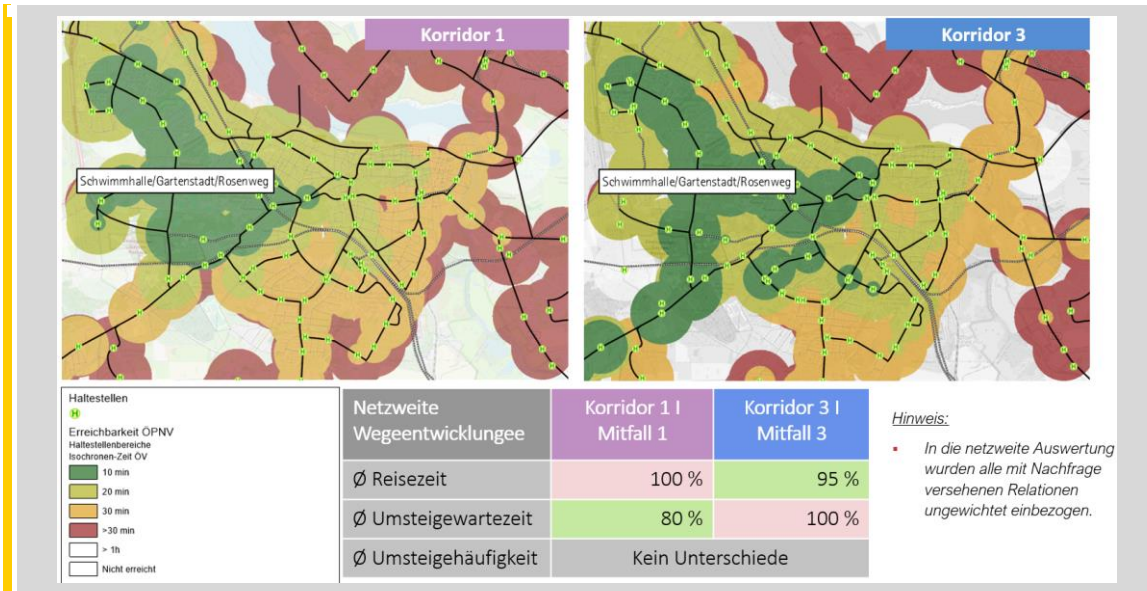 Korridor 1
Korridor 3
Schwimmhalle/Gartenstadt/Rosenweg
Schwimmhalle/Gartenstadt/Rosenweg
Haltestellen
H
Erreichbarkeit ÖPNV
Haltestellenbereiche
Isochronen-Zeit ÖV
10 min
20 min
30 min
>30 min
> 1h
Nicht erreicht
Netzweite
Wegeentwicklungee
Korridor 1 I
Mitfall 1
Korridor 3 I
Mitfall 3
Ø Reisezeit
100 %
95 %
Ø Umsteigewartezeit
80 %
100 %
Ø Umsteigehäufigkeit
Kein Unterschiede
Hinweis:
In die netzweite Auswertung
wurden alle mit Nachfrage
versehenen Relationen
ungewichtet einbezogen.